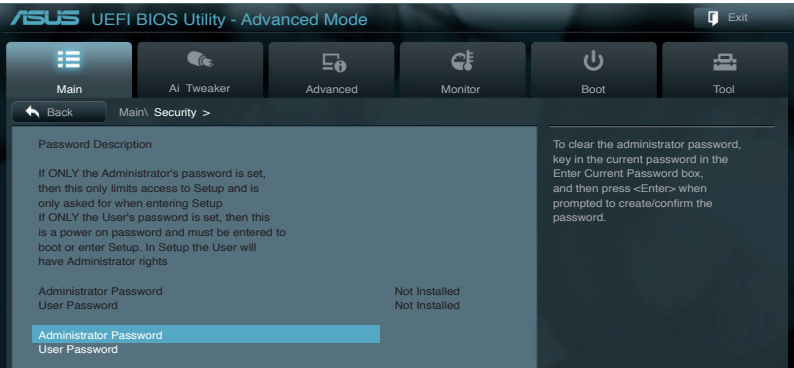 ASUS UEFI BIOS Utility - Advanced Mode
Exit
Main
Ai Tweaker
Advanced
Monitor
Boot
Tool
Back
Main\ Security >
Password Description
If ONLY the Administrator's password is set,
then this only limits access to Setup and is
only asked for when entering Setup
If ONLY the User's password is set, then this
is a power on password and must be entered to
boot or enter Setup. In Setup the User will
have Administrator rights
Administrator Password Not Installed
User Password Not Installed
Administrator Password
User Password
To clear the administrator password,
key in the current password in the
Enter Current Password box,
and then press <Enter> when
prompted to create/confirm the
password.